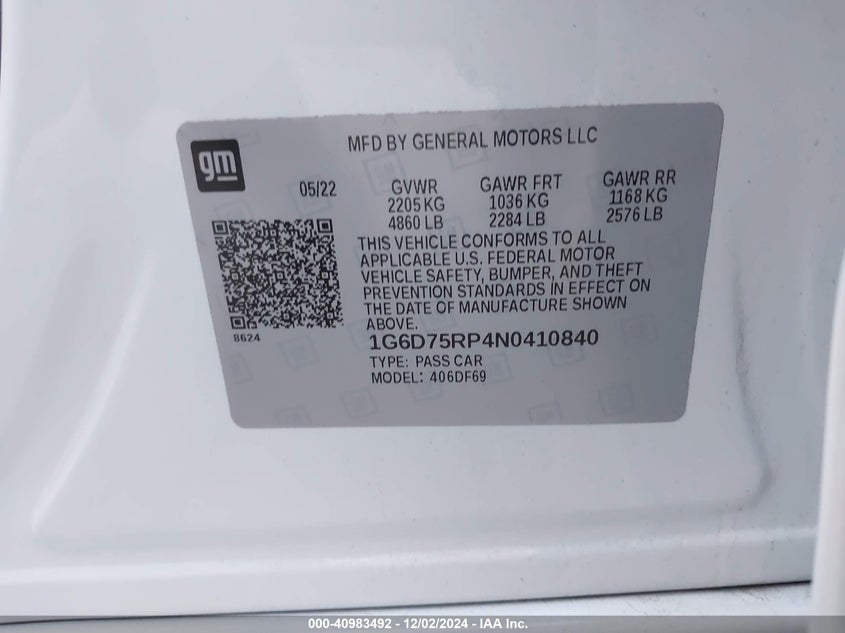 MFD BY GENERAL MOTORS LLC
gm
05/22
GVWR
2205 KG
4860 LB
GAWR FRT
1036 KG
2284 LB
GAWR RR
1168 KG
2576 LB
THIS VEHICLE CONFORMS TO ALL
APPLICABLE U.S. FEDERAL MOTOR
VEHICLE SAFETY, BUMPER, AND THEFT
PREVENTION STANDARDS IN EFFECT ON
THE DATE OF MANUFACTURE SHOWN
ABOVE.
8624
1G6D75RP4N0410840
TYPE: PASS CAR
MODEL: 406DF69
000-40983492 - 12/02/2024 - IAA Inc.